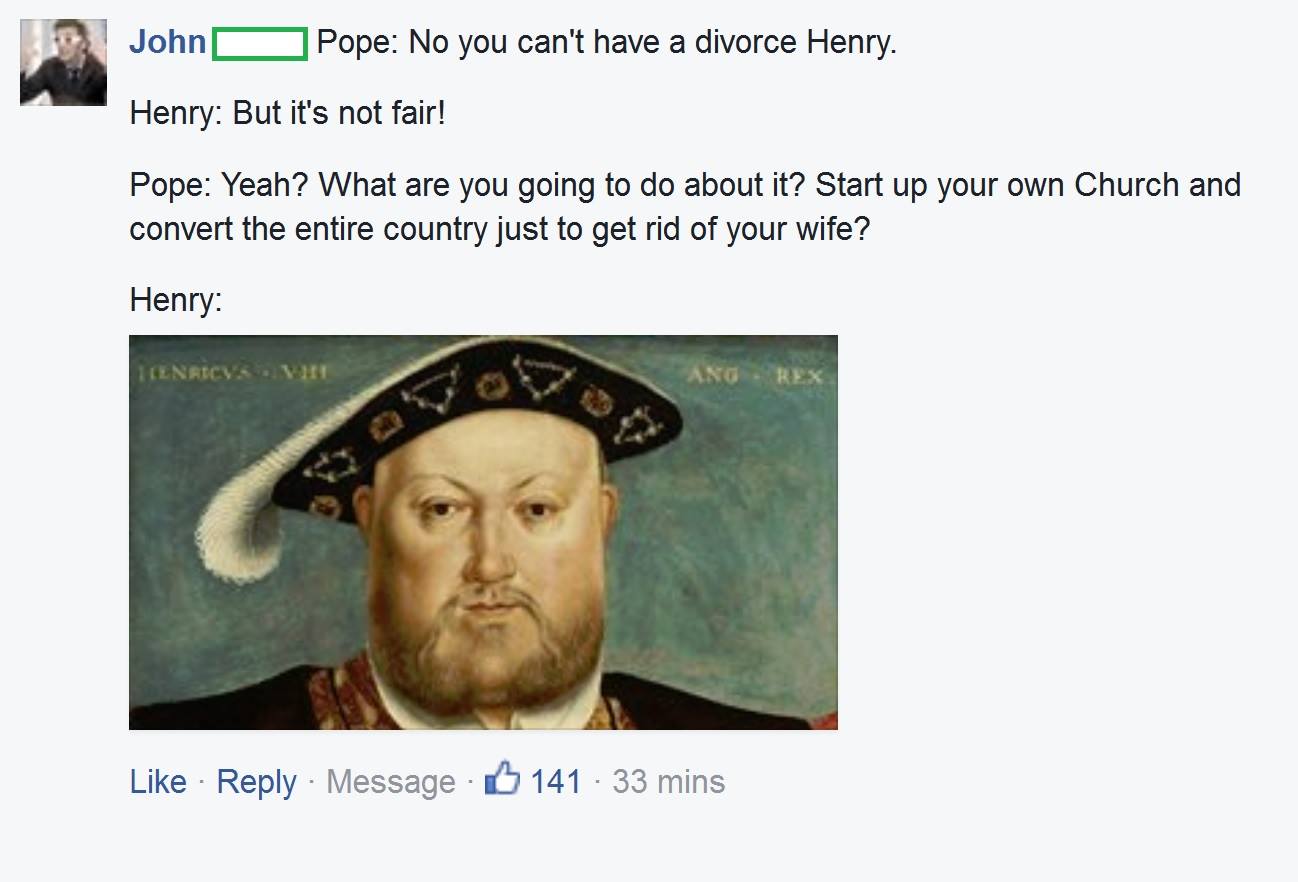 John Pope: No you can't have a divorce Henry.
Henry: But it's not fair!
Pope: Yeah? What are you going to do about it? Start up your own Church and
convert the entire country just to get rid of your wife?
Henry:
HENRICVS · VIII ANG · REX
Like · Reply · Message · 141 · 33 mins